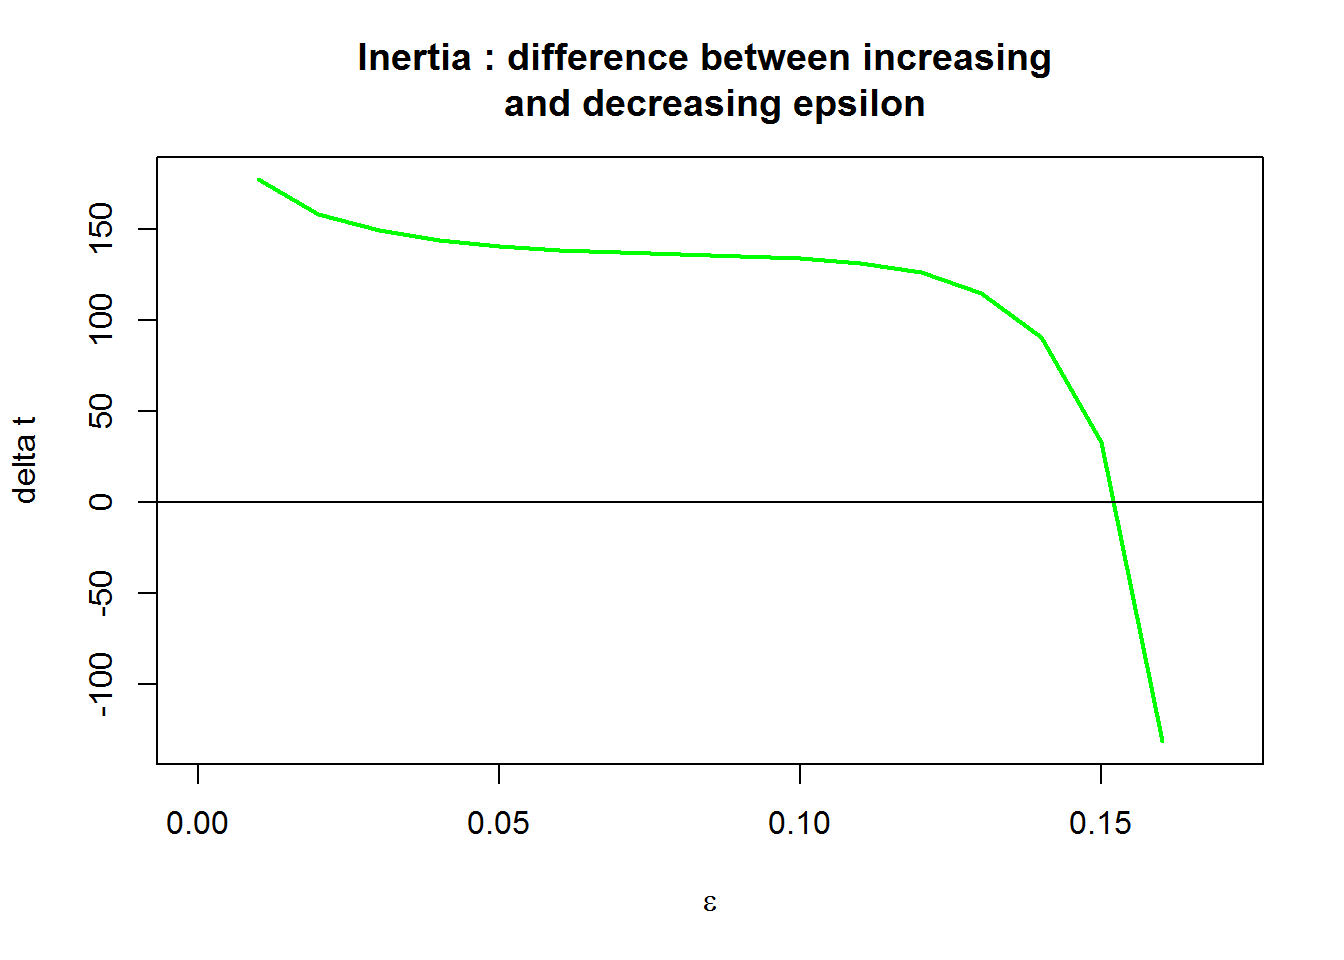 Inertia : difference between increasing
and decreasing epsilon
150
100
50
0
-50
-100
delta t
0.00 0.05 0.10 0.15
ε